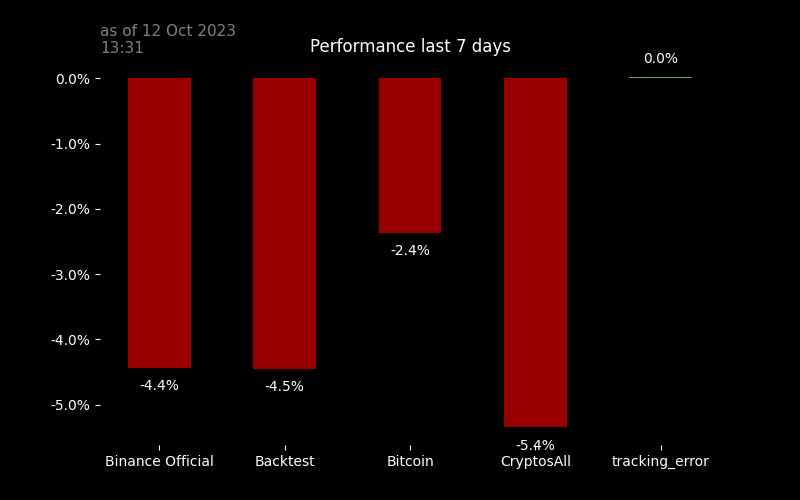 as of 12 Oct 2023
13:31
Performance last 7 days
0.0%
0.0%
-1.0%
-2.0%
-2.4%
-3.0%
-4.0%
-4.4%
-4.5%
-5.0%
-5.4%
Binance Official
Backtest
Bitcoin
CryptosAll
tracking_error